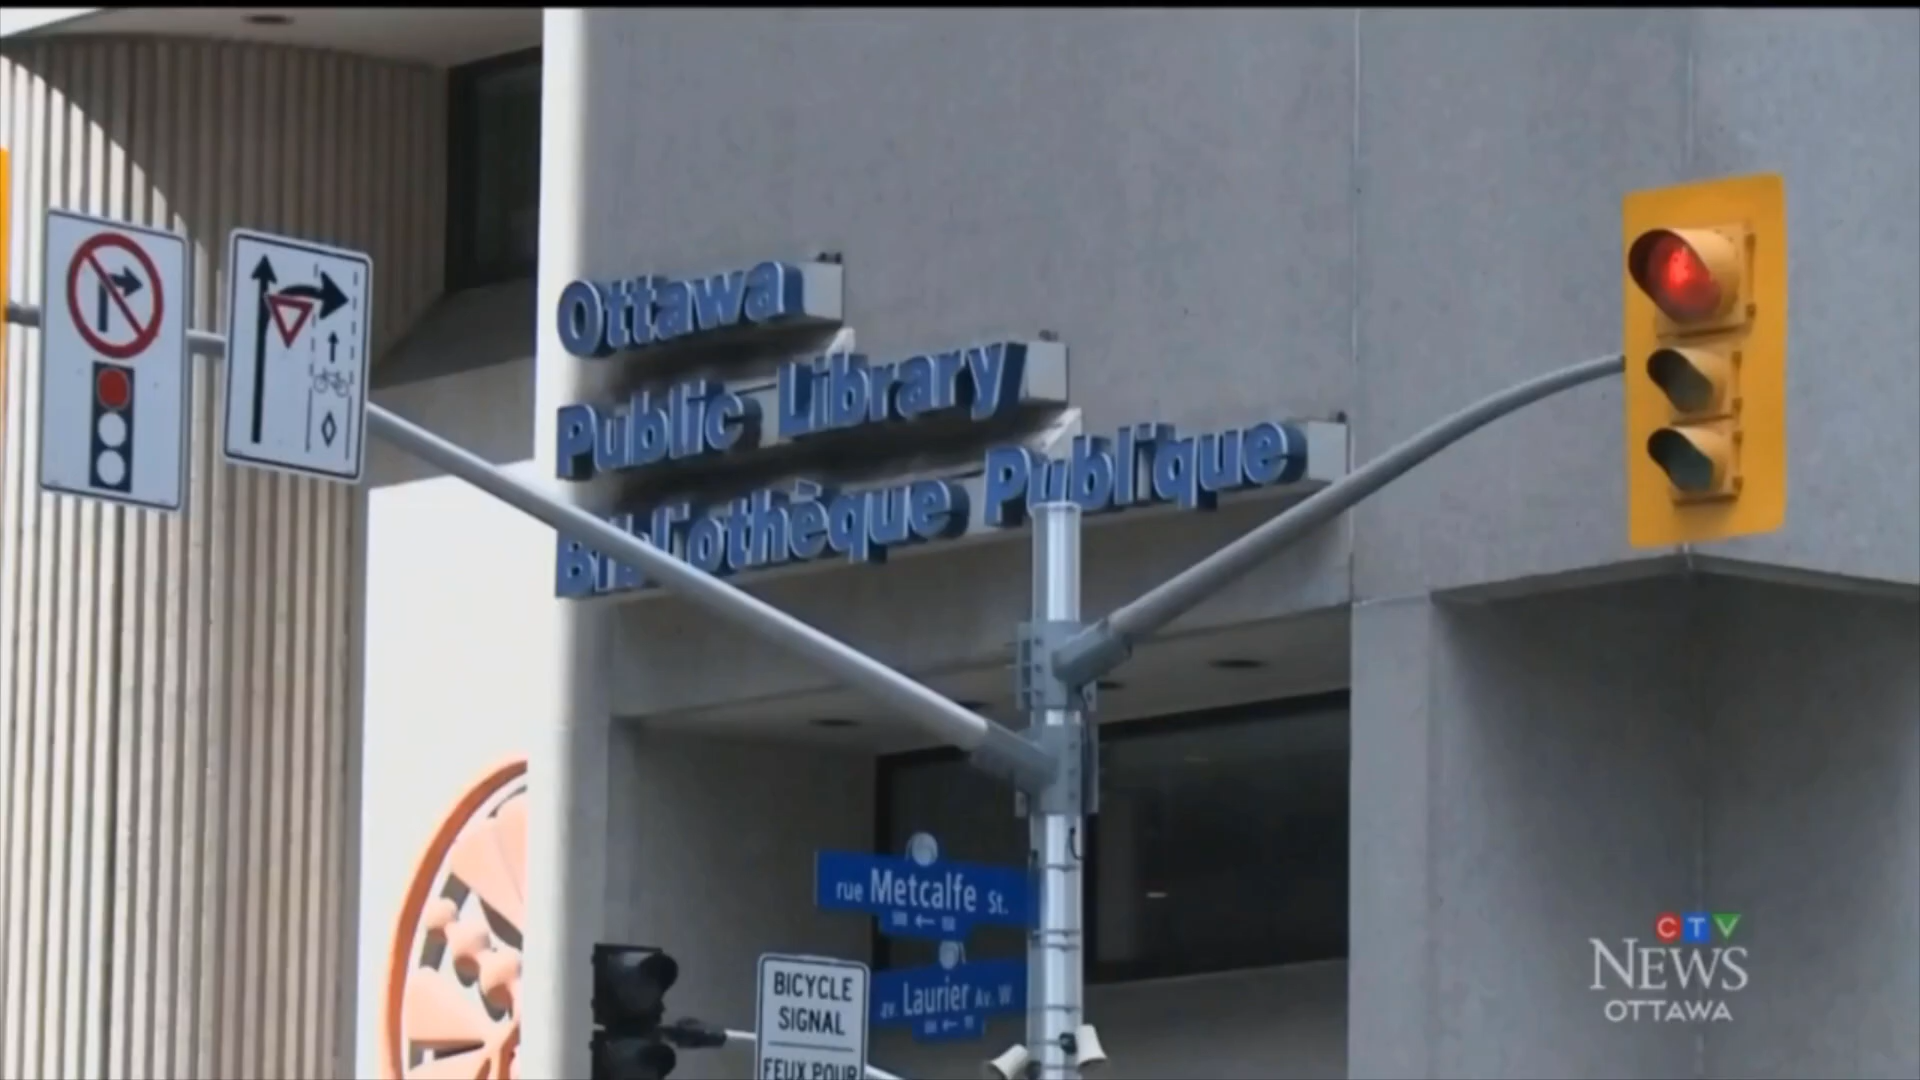 Ottawa
Public Library
Bibliothèque Publique
rue Metcalfe St.
av. Laurier Av. W
BICYCLE
SIGNAL
FEUX POUR
CTV
NEWS
OTTAWA